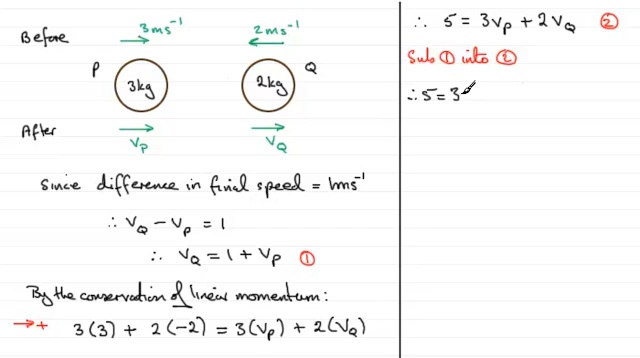 Before 3ms⁻¹ 2ms⁻¹
P 3kg 2kg Q
After V_P V_Q
Since difference in final speed = 1ms⁻¹
∴ V_Q − V_P = 1
∴ V_Q = 1 + V_P ①
By the conservation of linear momentum:
→+ 3(3) + 2(−2) = 3(V_P) + 2(V_Q)
∴ 5 = 3V_P + 2V_Q ②
Sub ① into ②
∴ 5 = 3